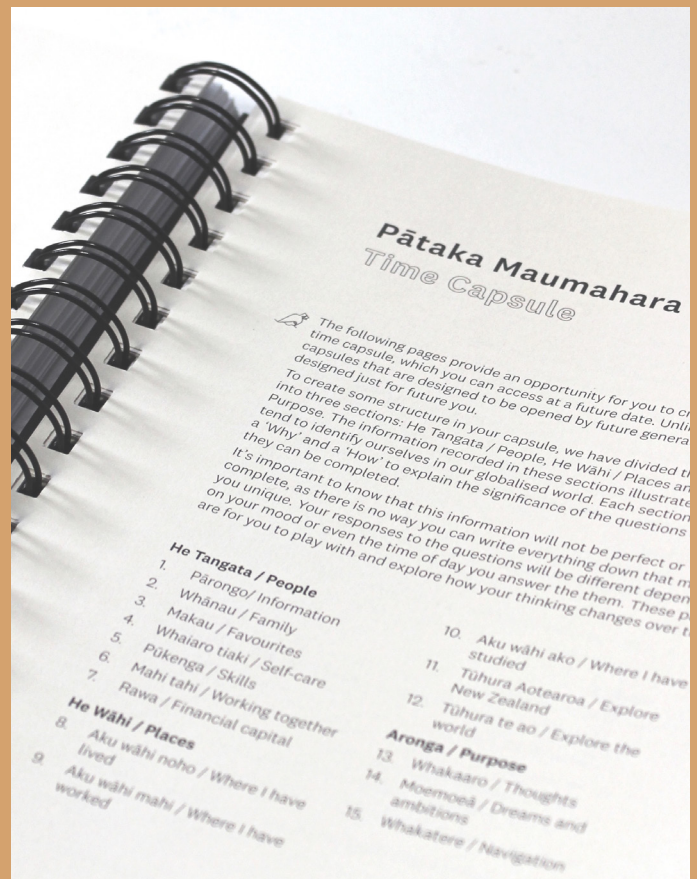 Pātaka Maumahara
Time Capsule
The following pages provide an opportunity for you to
time capsule, which you can access at a future date.
capsules that are designed to be opened by future
designed just for future you.
To create some structure in your capsule, we have divided
into three sections: He Tangata / People, He Wāhi / Places
Purpose. The information recorded in these sections
tend to identify ourselves in our globalised world. Each section
a ‘Why’ and a ‘How’ to explain the significance of the questions
they can be completed.
It’s important to know that this information will not be perfect or
complete, as there is no way you can write everything down that
you unique. Your responses to the questions will be different
on your mood or even the time of day you answer the them. These
are for you to play with and explore how your thinking changes over
He Tangata / People
1. Pārongo/ Information
2. Whānau / Family
3. Makau / Favourites
4. Whaiaro tiaki / Self-care
5. Pūkenga / Skills
6. Mahi tahi / Working together
7. Rawa / Financial capital
He Wāhi / Places
8. Aku wāhi noho / Where I have
lived
9. Aku wāhi mahi / Where I have
worked
10. Aku wāhi ako / Where I have
studied
11. Tūhura Aotearoa / Explore
New Zealand
12. Tūhura te ao / Explore the
world
Aronga / Purpose
13. Whakaaro / Thoughts
14. Moemoeā / Dreams and
ambitions
15. Whakatere / Navigation